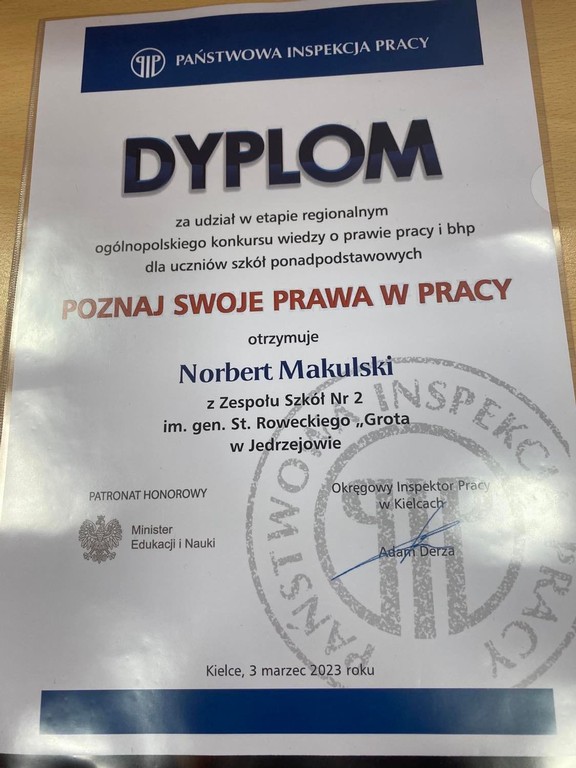 PAŃSTWOWA INSPEKCJA PRACY
DYPLOM
za udział w etapie regionalnym
ogólnopolskiego konkursu wiedzy o prawie pracy i bhp
dla uczniów szkół ponadpodstawowych
POZNAJ SWOJE PRAWA W PRACY
otrzymuje
Norbert Makulski
z Zespołu Szkół Nr 2
im. gen. St. Roweckiego „Grota
w Jedrzejowie
PATRONAT HONOROWY
Minister
Edukacji i Nauki
Okręgowy Inspektor Pracy
w Kielcach
Adam Derza
PAŃSTWOWA INSPEKCJA PRACY
Kielce, 3 marzec 2023 roku